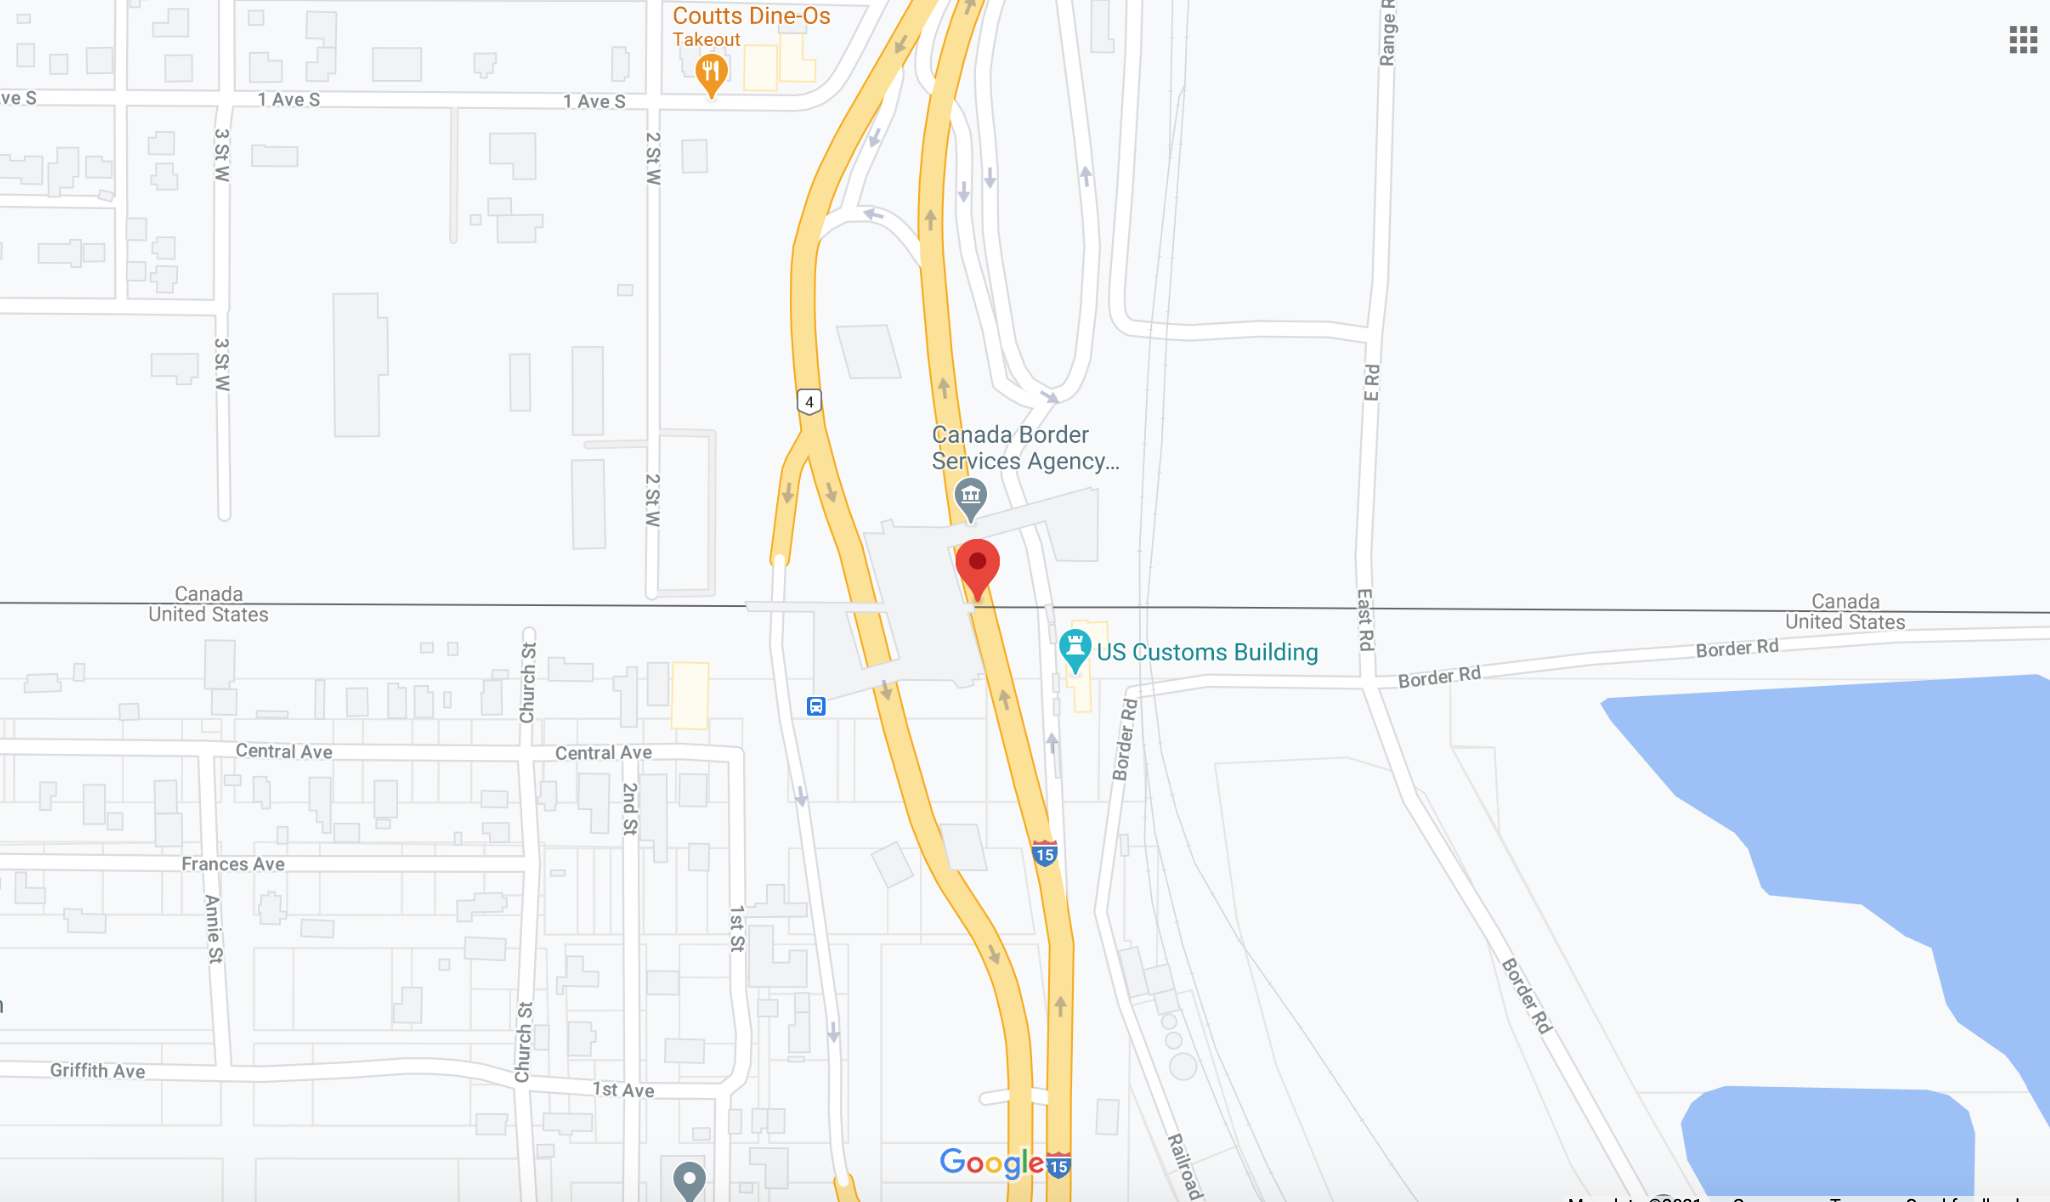 Coutts Dine-Os
Takeout
Range R
ve S
1 Ave S
1 Ave S
3 St W
2 St W
3 St W
E Rd
4
Canada Border
Services Agency...
2 St W
Canada
United States
Canada
United States
East Rd
US Customs Building
Border Rd
Border Rd
Church St
Border Rd
Central Ave
Central Ave
2nd St
15
Frances Ave
Annie St
1st St
Border Rd
n
Church St
Griffith Ave
1st Ave
Railroad
Google
15